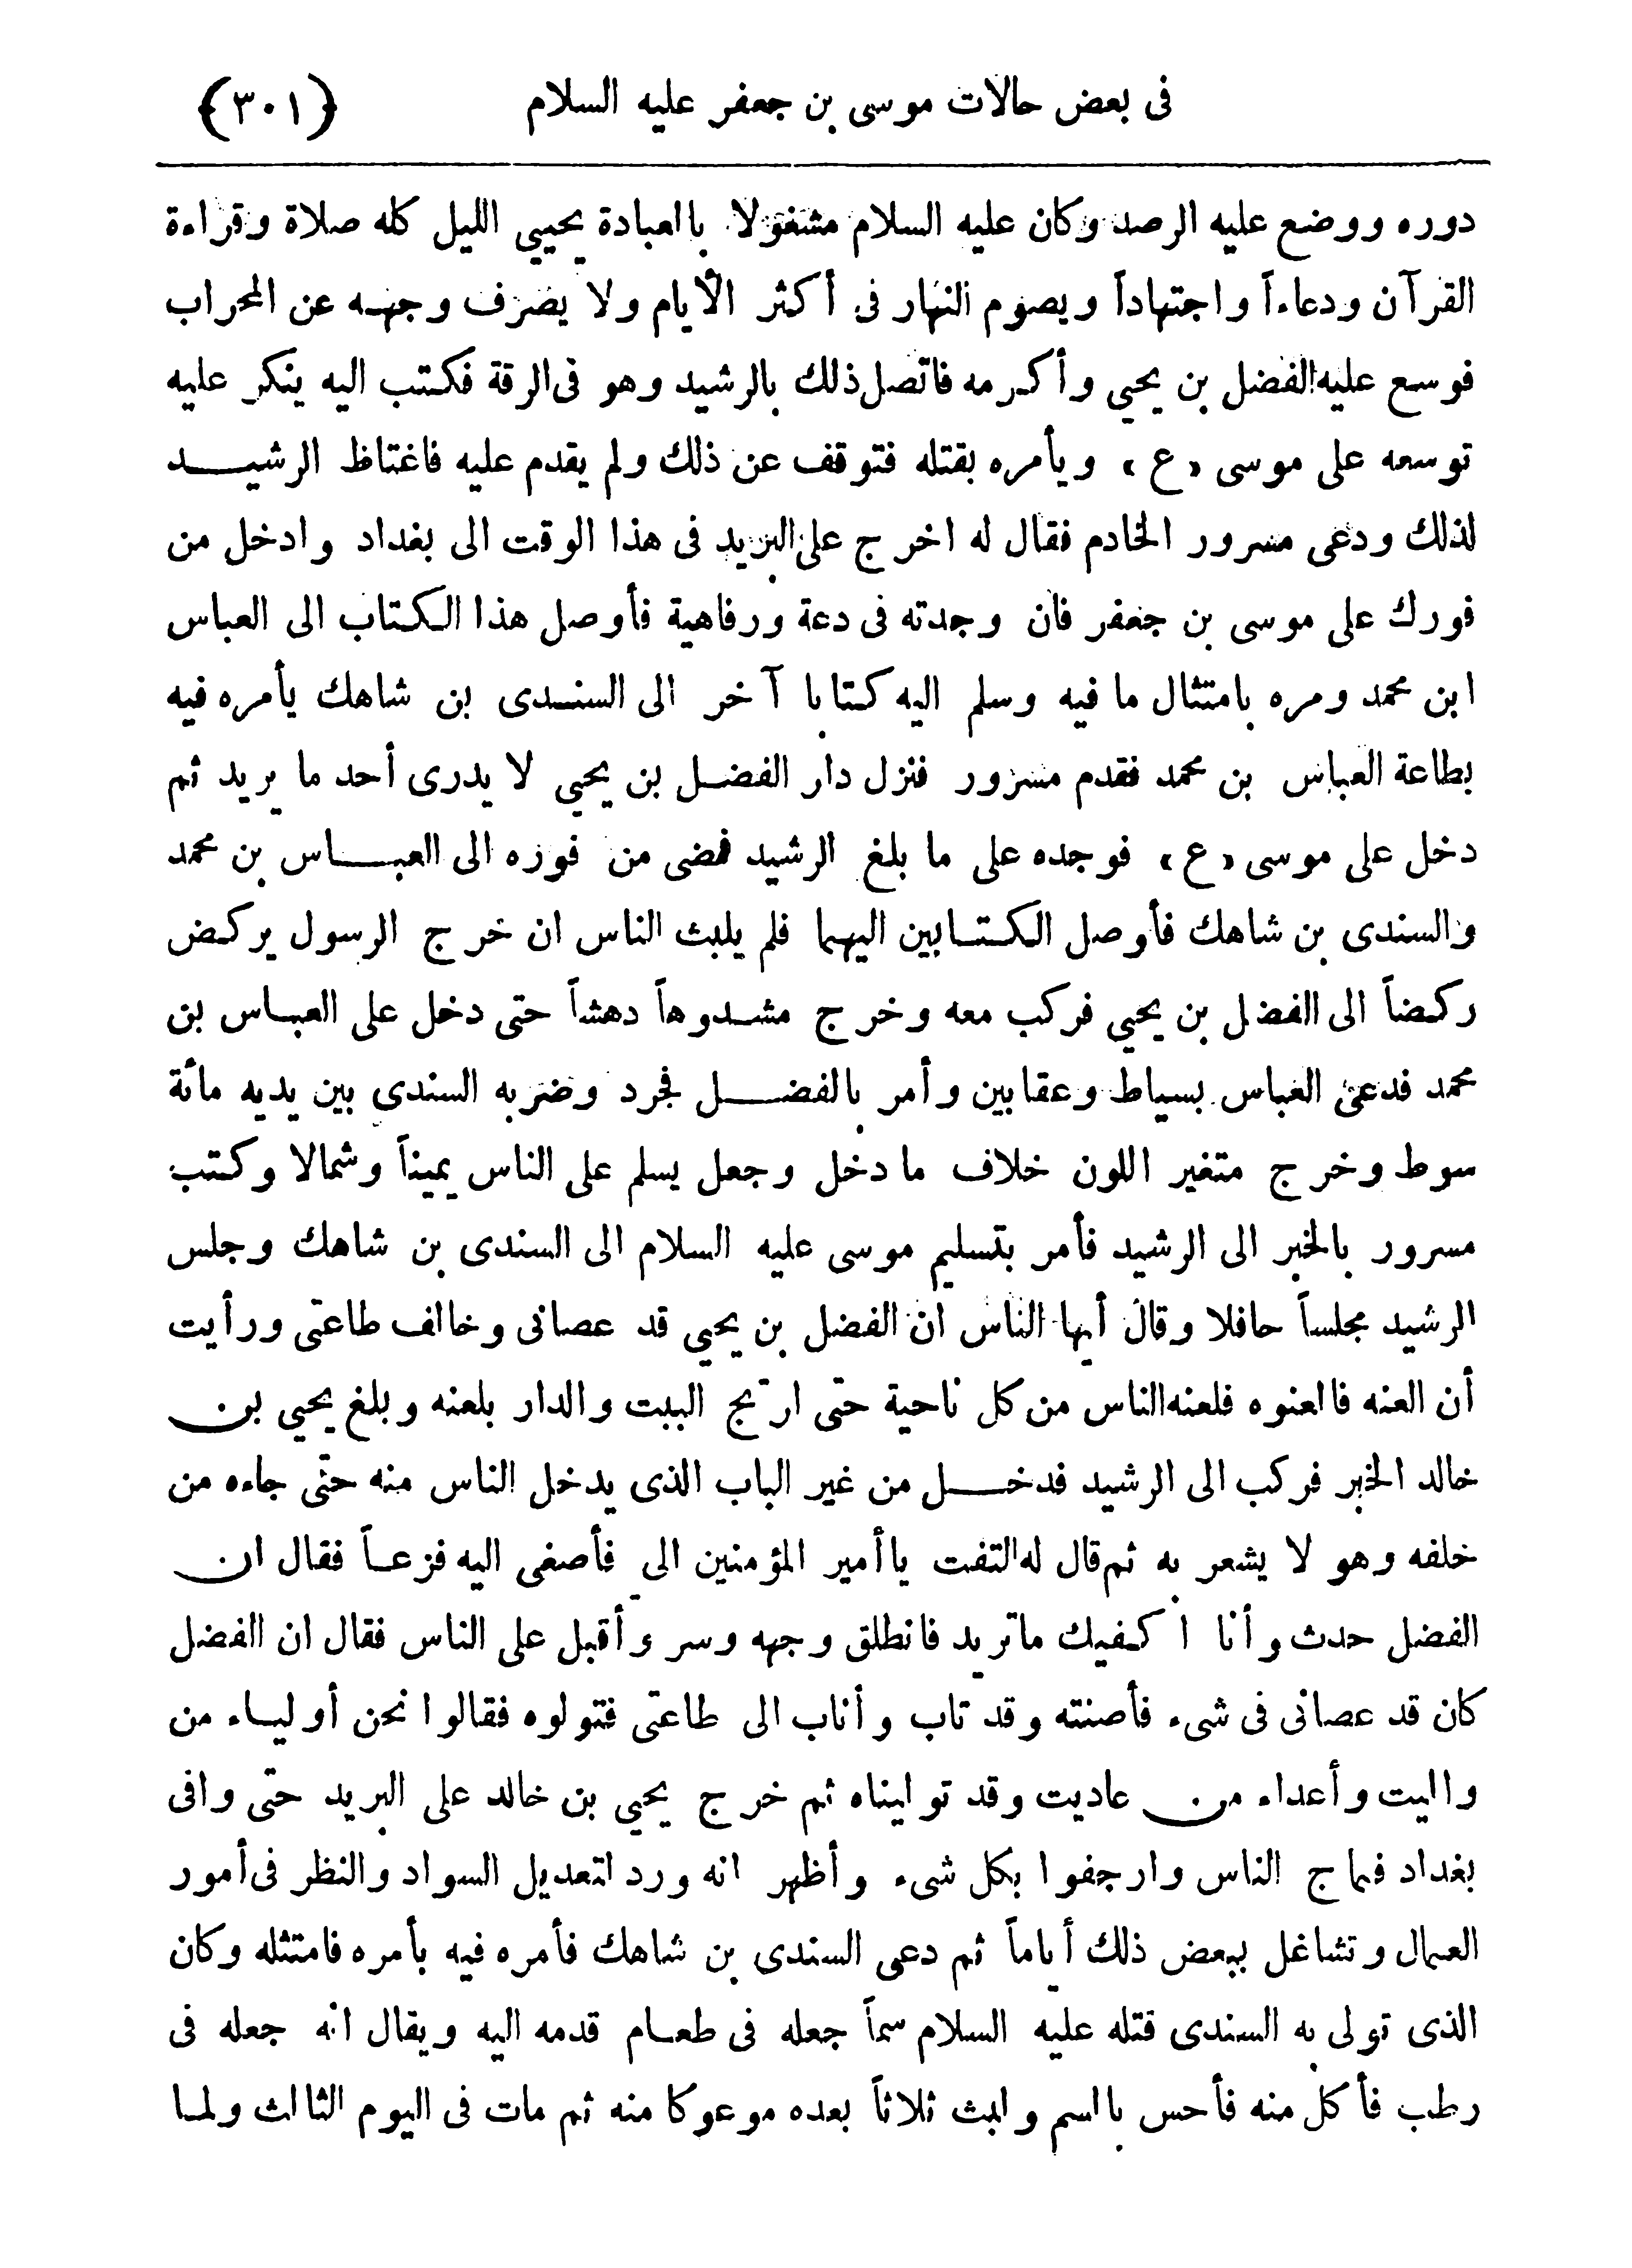 فى بعض حالات موسى بن جعفر عليه السلام ﴿٣٠١﴾
دوره ووضع عليه الرصد وكان عليه السلام مشغولا بالعبادة يحيي الليل كله صلاة وقراءة
القرآن ودعاءاً واجتهاداً ويصوم النهار فى أكثر الأيام ولا يصرف وجهه عن المحراب
فوسع عليه الفضل بن يحيي وأكرمه فاتصل ذلك بالرشيد وهو فى الرقة فكتب اليه ينكر عليه
توسعه على موسى «ع» ويأمره بقتله فتوقف عن ذلك ولم يقدم عليه فاغتاظ الرشيد
لذلك ودعى مسرور الخادم فقال له اخرج على البريد فى هذا الوقت الى بغداد وادخل من
فورك على موسى بن جعفر فان وجدته فى دعة ورفاهية فأوصل هذا الكتاب الى العباس
ابن محمد ومره بامتثال ما فيه وسلم اليه كتابا آخر الى السندى بن شاهك يأمره فيه
بطاعة العباس بن محمد فقدم مسرور فنزل دار الفضل بن يحيي لا يدرى أحد ما يريد ثم
دخل على موسى «ع» فوجده على ما بلغ الرشيد فمضى من فوره الى العباس بن محمد
والسندى بن شاهك فأوصل الكتابين اليهما فلم يلبث الناس ان خرج الرسول يركض
ركضاً الى الفضل بن يحيي فركب معه وخرج مشدوهاً دهشاً حتى دخل على العباس بن
محمد فدعى العباس بسياط وعقابين وأمر بالفضل فجرد وضربه السندى بين يديه مائة
سوط وخرج متغير اللون خلاف ما دخل وجعل يسلم على الناس يميناً وشمالا وكتب
مسرور بالخبر الى الرشيد فأمر بتسليم موسى عليه السلام الى السندى بن شاهك وجلس
الرشيد مجلساً حافلا وقال أيها الناس ان الفضل بن يحيي قد عصانى وخالف طاعتى ورأيت
أن العنه فالعنوه فلعنه الناس من كل ناحية حتى ارتج البيت والدار بلعنه وبلغ يحيي بن
خالد الخبر فركب الى الرشيد فدخل من غير الباب الذى يدخل الناس منه حتى جاءه من
خلفه وهو لا يشعر به ثم قال له التفت يا أمير المؤمنين الي فأصغى اليه فزعاً فقال ان
الفضل حدث وأنا اكفيك ما تريد فانطلق وجهه وسر وأقبل على الناس فقال ان الفضل
كان قد عصانى فى شىء فأصنته وقد تاب وأناب الى طاعتى فتولوه فقالوا نحن أولياء من
واليت وأعداء من عاديت وقد توليناه ثم خرج يحيي بن خالد على البريد حتى وافى
بغداد فماج الناس وارجفوا بكل شىء وأظهر انه ورد لتعديل السواد والنظر فى أمور
العمال وتشاغل ببعض ذلك أياماً ثم دعى السندى بن شاهك فأمره فيه بأمره فامتثله وكان
الذى تولى به السندى قتله عليه السلام سماً جعله فى طعام قدمه اليه ويقال انه جعله فى
رطب فأكل منه فأحس بالسم ولبث ثلاثاً بعده موعوكا منه ثم مات فى اليوم الثالث ولما